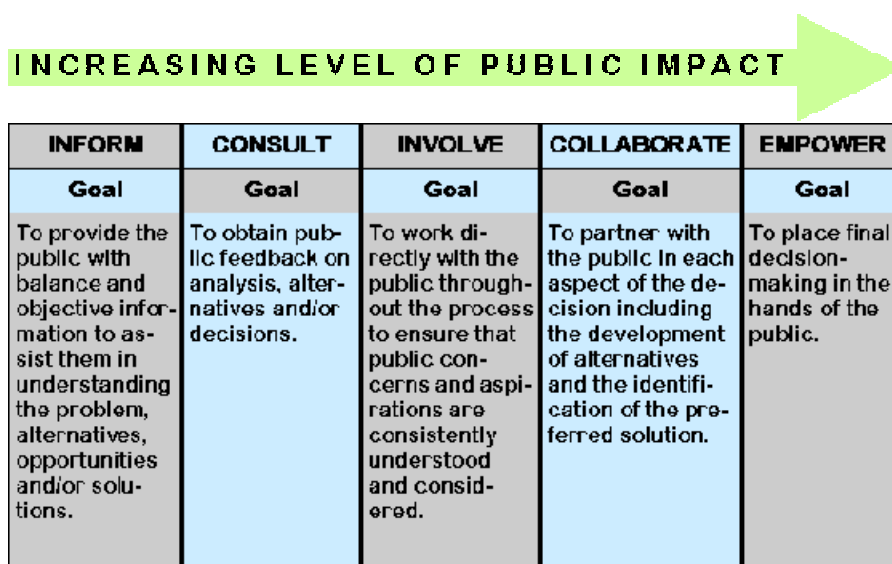 INCREASING LEVEL OF PUBLIC IMPACT
INFORM
Goal
To provide the
public with
balance and
objective infor-
mation to as-
sist them in
understanding
the problem,
alternatives,
opportunities
and/or solu-
tions.
CONSULT
Goal
To obtain pub-
lic feedback on
analysis, alter-
natives and/or
decisions.
INVOLVE
Goal
To work di-
rectly with the
public through-
out the process
to ensure that
public con-
cerns and aspi-
rations are
consistently
understood
and consid-
ered.
COLLABORATE
Goal
To partner with
the public in each
aspect of the de-
cision including
the development
of alternatives
and the identifi-
cation of the pre-
ferred solution.
EMPOWER
Goal
To place final
decision-
making in the
hands of the
public.